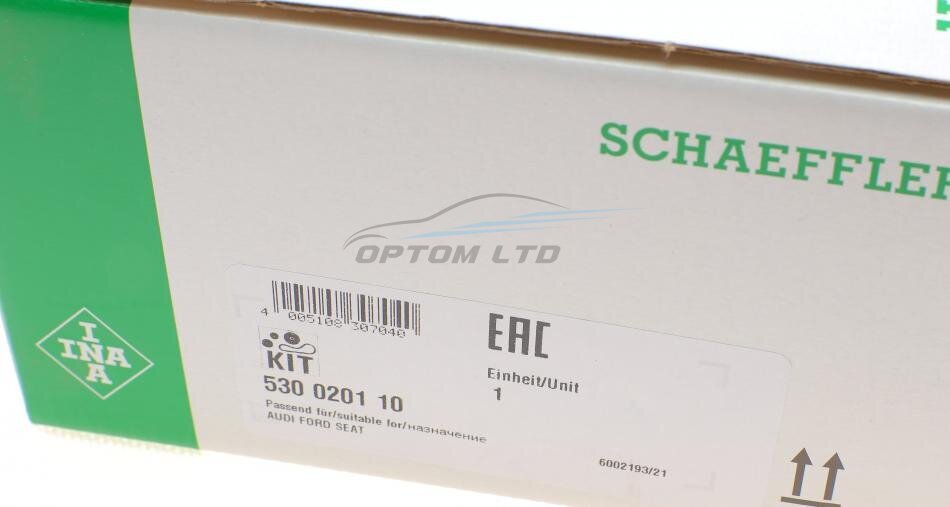 SCHAEFFLER
OPTOM LTD
INA
INA
4 005108 307040
EAC
KIT
530 0201 10
Einheit/Unit
1
Passend für/suitable for/назначение
AUDI FORD SEAT
6002193/21